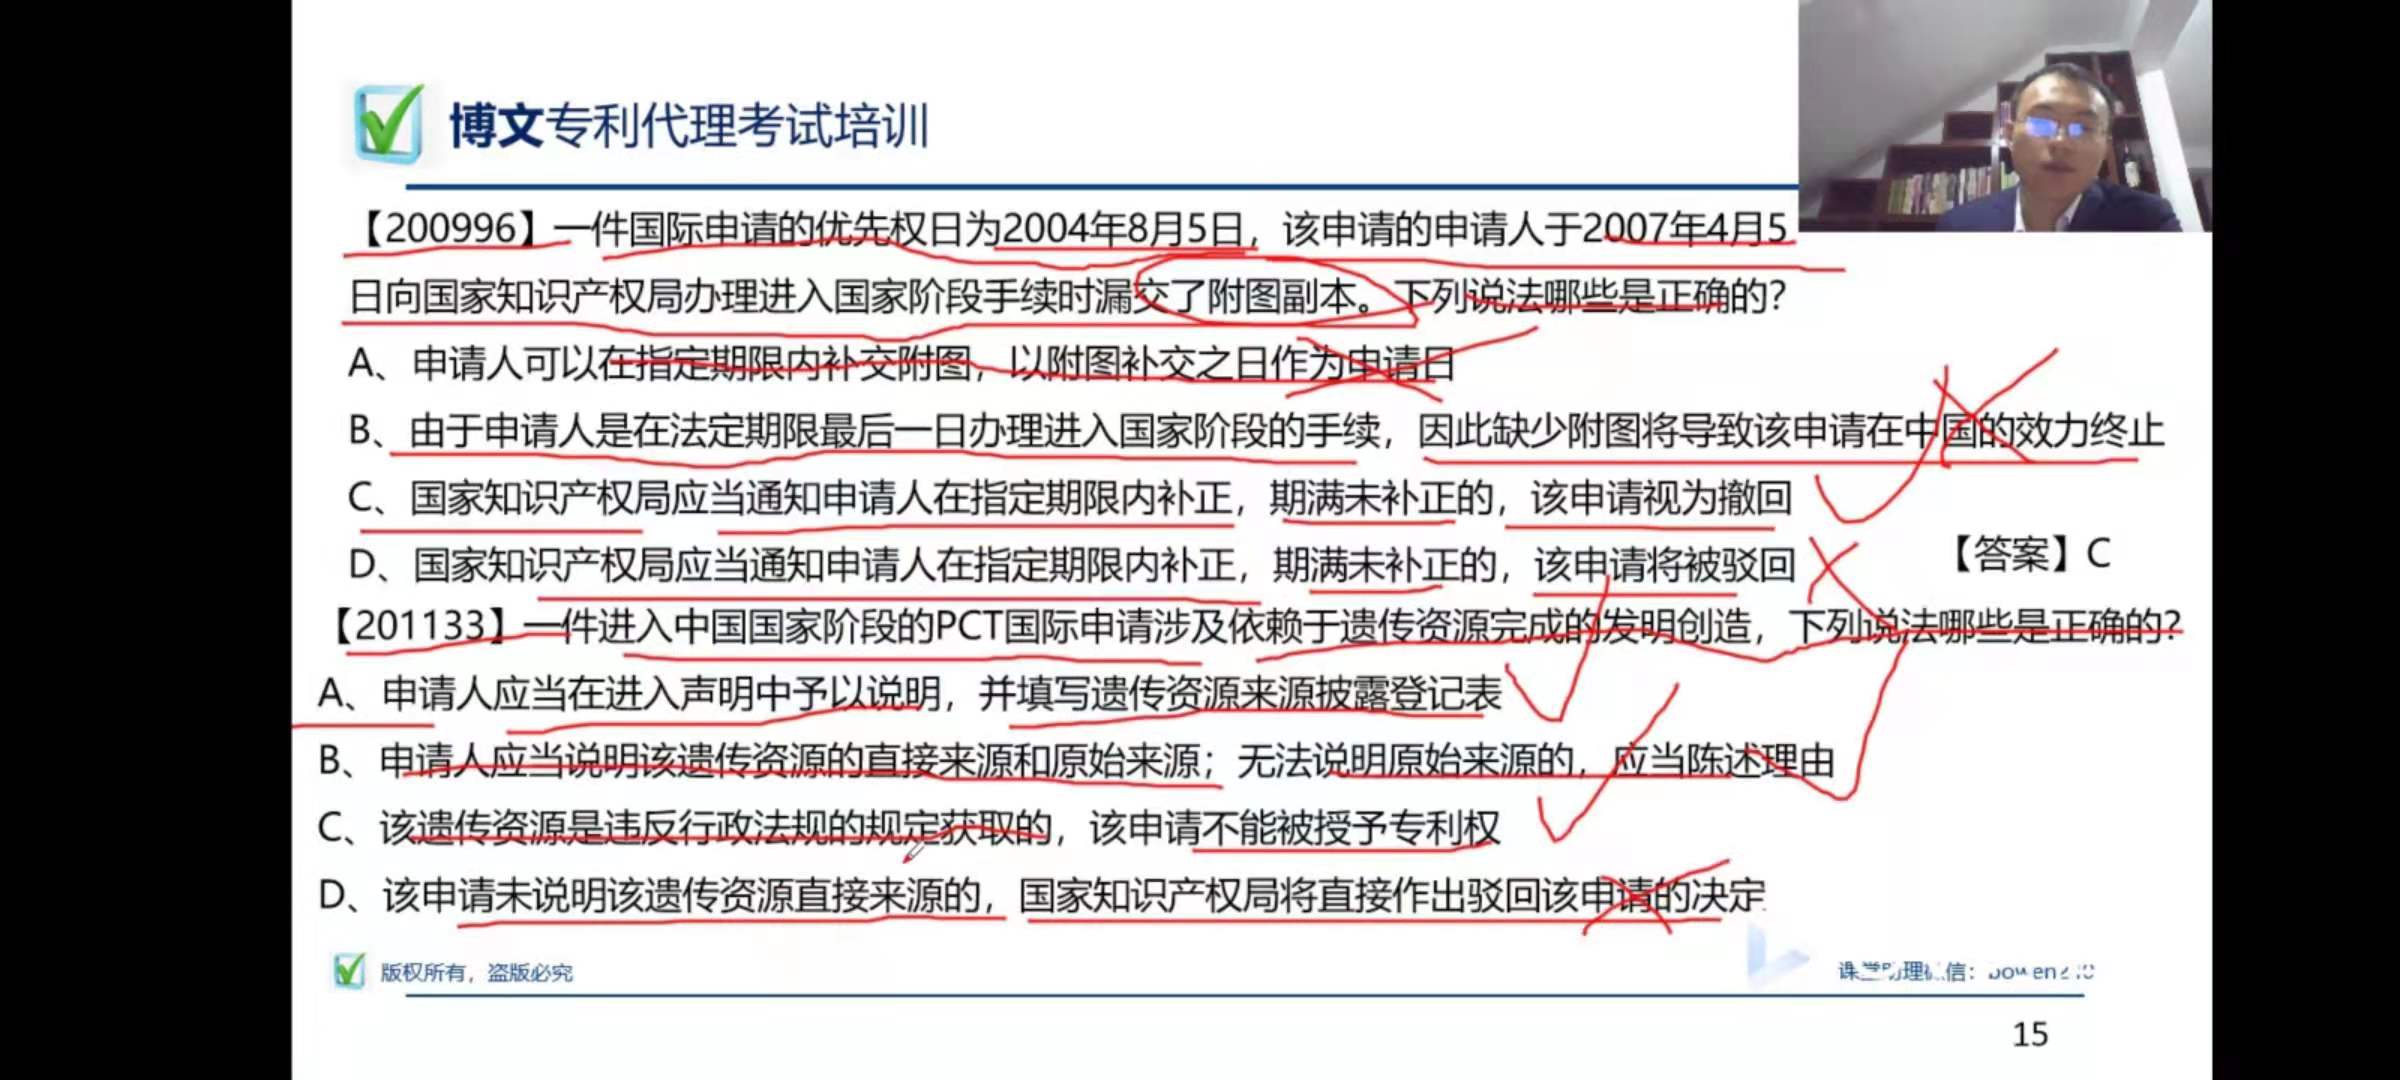 博文专利代理考试培训
【200996】一件国际申请的优先权日为2004年8月5日，该申请的申请人于2007年4月5
日向国家知识产权局办理进入国家阶段手续时漏交了附图副本。下列说法哪些是正确的？
A、申请人可以在指定期限内补交附图，以附图补交之日作为申请日
B、由于申请人是在法定期限最后一日办理进入国家阶段的手续，因此缺少附图将导致该申请在中国的效力终止
C、国家知识产权局应当通知申请人在指定期限内补正，期满未补正的，该申请视为撤回
D、国家知识产权局应当通知申请人在指定期限内补正，期满未补正的，该申请将被驳回
【答案】C
【201133】一件进入中国国家阶段的PCT国际申请涉及依赖于遗传资源完成的发明创造，下列说法哪些是正确的？
A、申请人应当在进入声明中予以说明，并填写遗传资源来源披露登记表
B、申请人应当说明该遗传资源的直接来源和原始来源；无法说明原始来源的，应当陈述理由
C、该遗传资源是违反行政法规的规定获取的，该申请不能被授予专利权
D、该申请未说明该遗传资源直接来源的，国家知识产权局将直接作出驳回该申请的决定
版权所有，盗版必究
课堂助理微信：
15